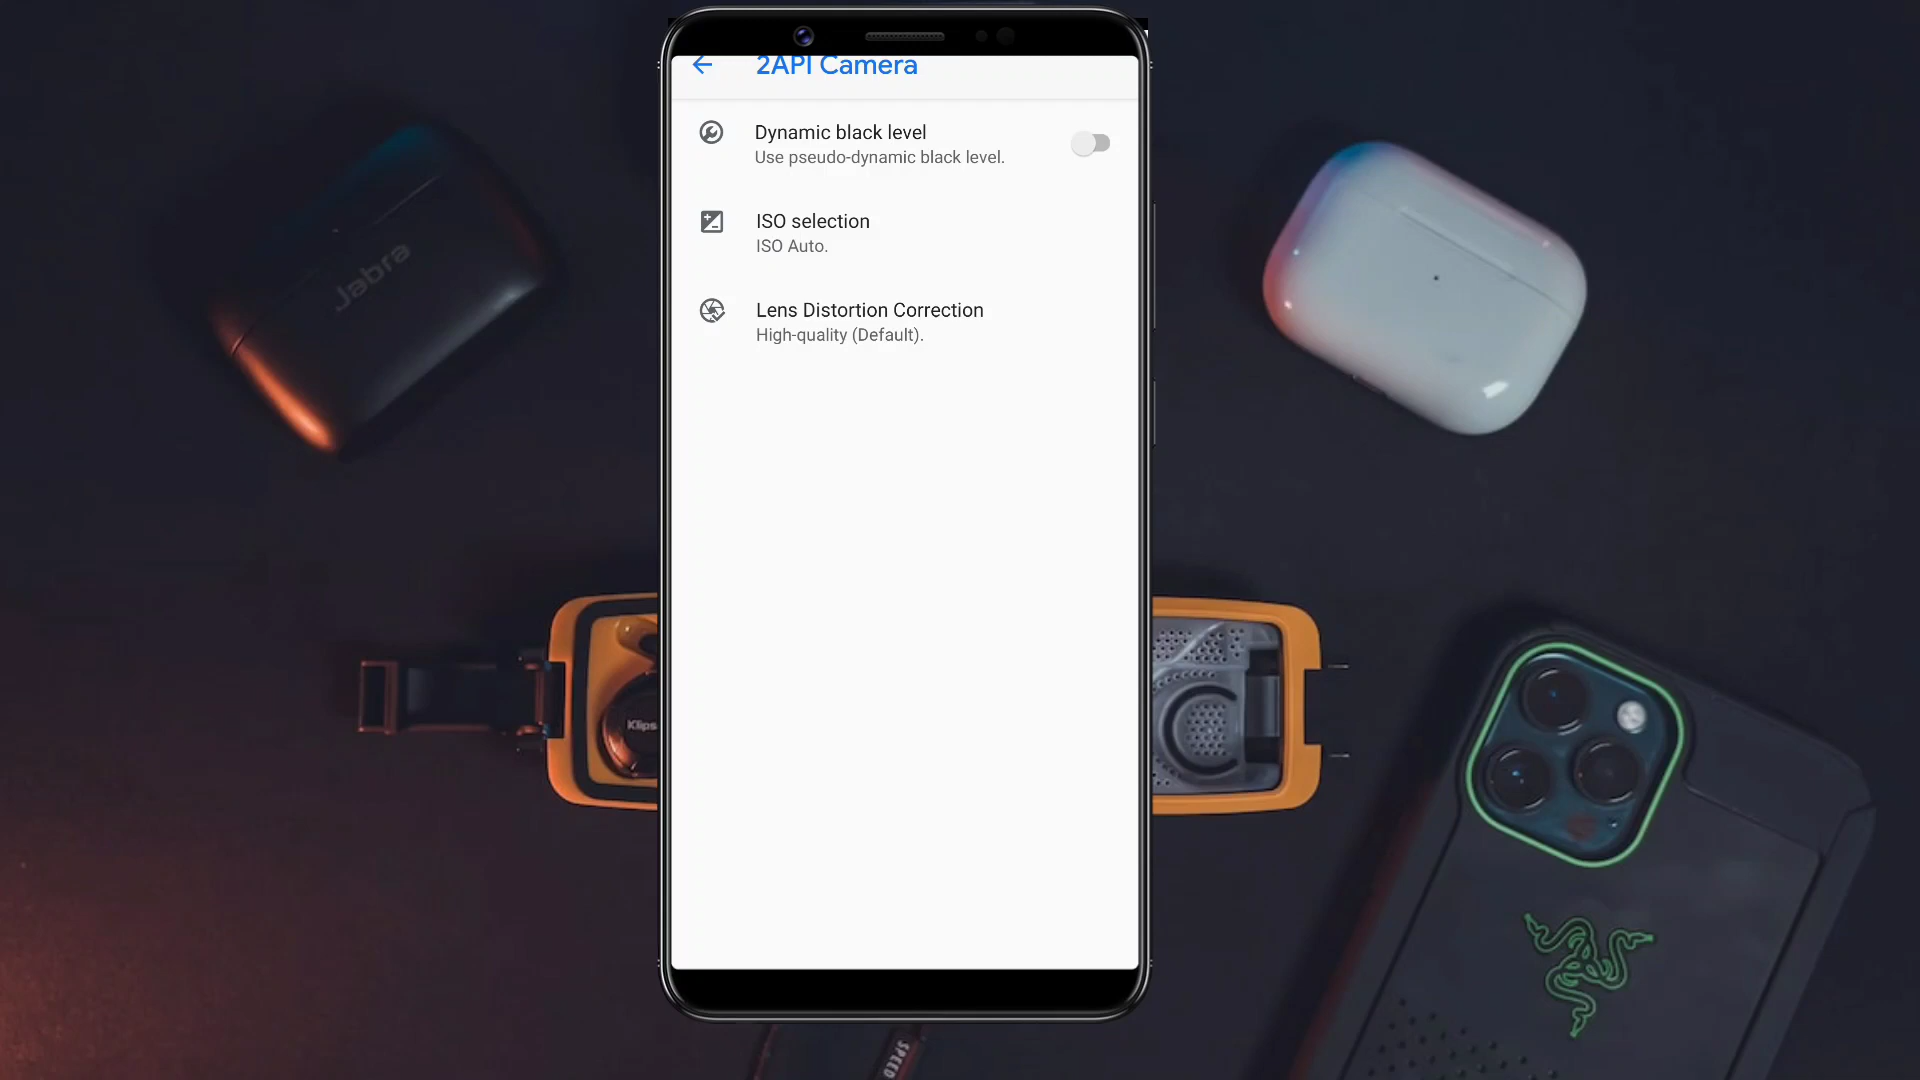 2API Camera
Dynamic black level
Use pseudo-dynamic black level.
ISO selection
ISO Auto.
Lens Distortion Correction
High-quality (Default).
Jabra
Klips
SPEED